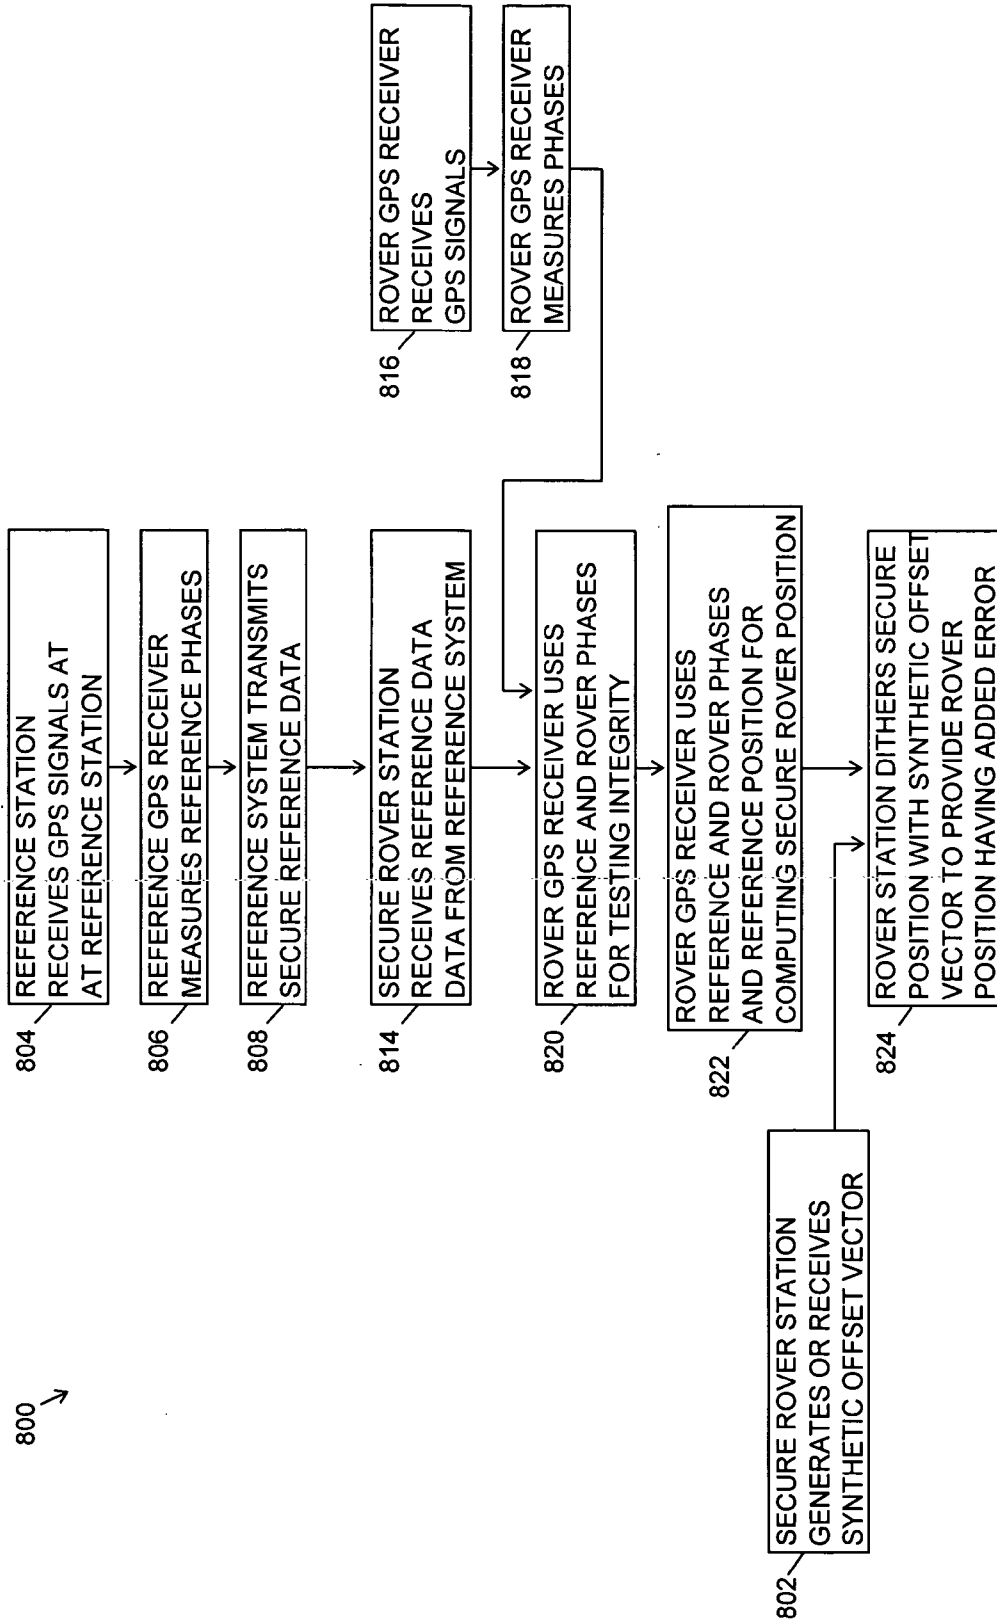 800
804
REFERENCE STATION
RECEIVES GPS SIGNALS AT
AT REFERENCE STATION
806
REFERENCE GPS RECEIVER
MEASURES REFERENCE PHASES
808
REFERENCE SYSTEM TRANSMITS
SECURE REFERENCE DATA
814
SECURE ROVER STATION
RECEIVES REFERENCE DATA
DATA FROM REFERENCE SYSTEM
816
ROVER GPS RECEIVER
RECEIVES
GPS SIGNALS
818
ROVER GPS RECEIVER
MEASURES PHASES
820
ROVER GPS RECEIVER USES
REFERENCE AND ROVER PHASES
FOR TESTING INTEGRITY
822
ROVER GPS RECEIVER USES
REFERENCE AND ROVER PHASES
AND REFERENCE POSITION FOR
COMPUTING SECURE ROVER POSITION
802
SECURE ROVER STATION
GENERATES OR RECEIVES
SYNTHETIC OFFSET VECTOR
824
ROVER STATION DITHERS SECURE
POSITION WITH SYNTHETIC OFFSET
VECTOR TO PROVIDE ROVER
POSITION HAVING ADDED ERROR